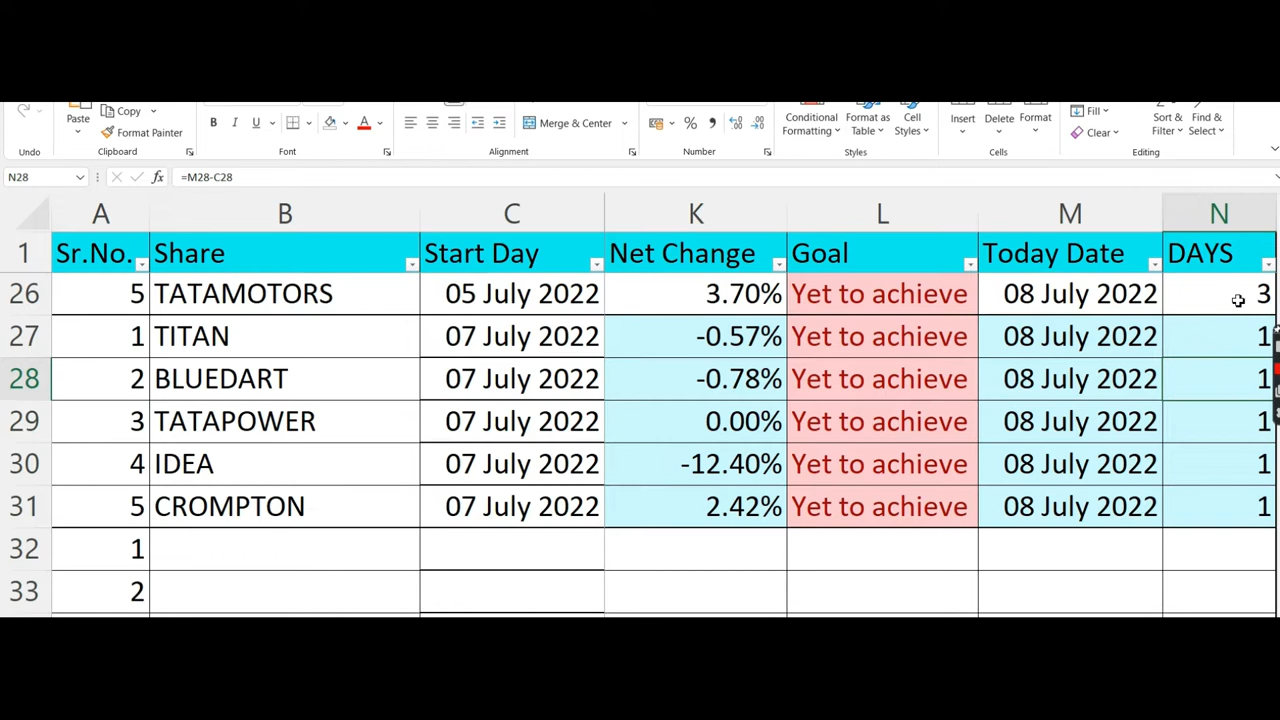 Copy
Paste
Format Painter
B I U A
Merge & Center
%
Conditional Formatting
Format as Table
Cell Styles
Insert
Delete
Format
Fill
Clear
Sort & Filter
Find & Select
Undo Clipboard Font Alignment Number Styles Cells Editing
N28 fx =M28-C28
A B C K L M N
1 Sr.No. Share Start Day Net Change Goal Today Date DAYS
26 5 TATAMOTORS 05 July 2022 3.70% Yet to achieve 08 July 2022 3
27 1 TITAN 07 July 2022 -0.57% Yet to achieve 08 July 2022 1
28 2 BLUEDART 07 July 2022 -0.78% Yet to achieve 08 July 2022 1
29 3 TATAPOWER 07 July 2022 0.00% Yet to achieve 08 July 2022 1
30 4 IDEA 07 July 2022 -12.40% Yet to achieve 08 July 2022 1
31 5 CROMPTON 07 July 2022 2.42% Yet to achieve 08 July 2022 1
32 1
33 2